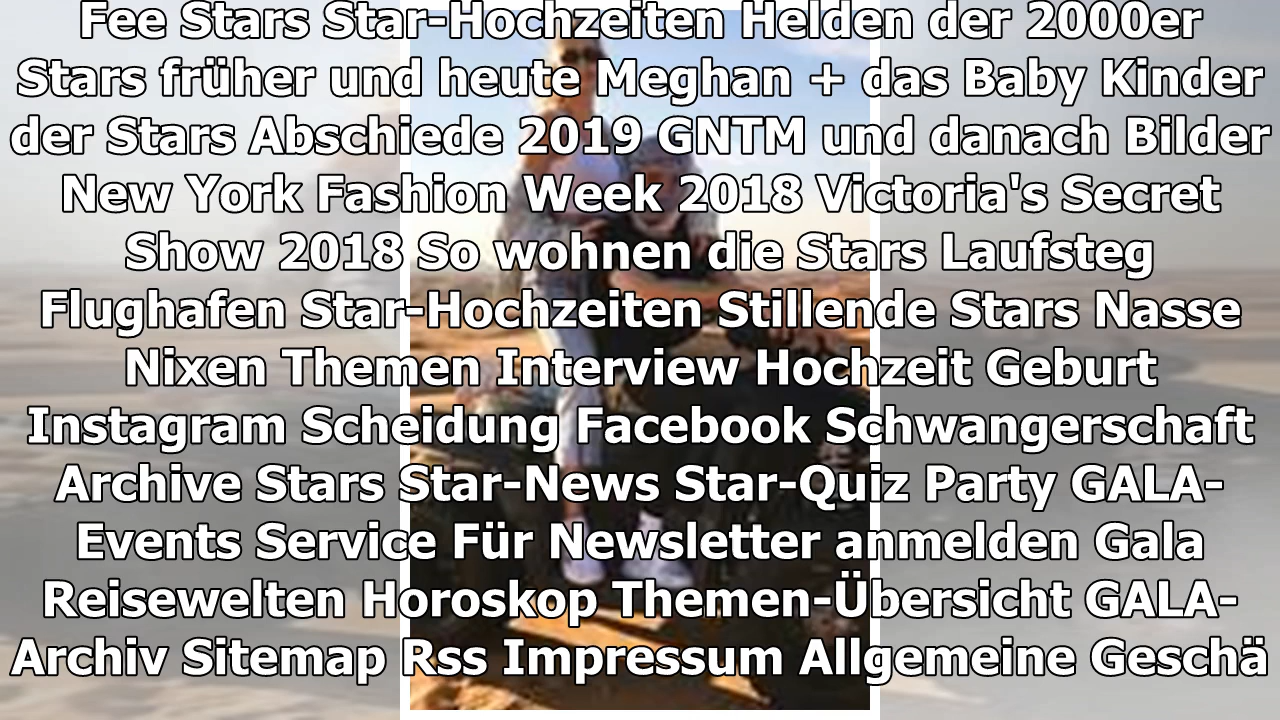 Fee Stars Star-Hochzeiten Helden der 2000er
Stars früher und heute Meghan + das Baby Kinder
der Stars Abschiede 2019 GNTM und danach Bilder
New York Fashion Week 2018 Victoria's Secret
Show 2018 So wohnen die Stars Laufsteg
Flughafen Star-Hochzeiten Stillende Stars Nasse
Nixen Themen Interview Hochzeit Geburt
Instagram Scheidung Facebook Schwangerschaft
Archive Stars Star-News Star-Quiz Party GALA-
Events Service Für Newsletter anmelden Gala
Reisewelten Horoskop Themen-Übersicht GALA-
Archiv Sitemap Rss Impressum Allgemeine Geschä